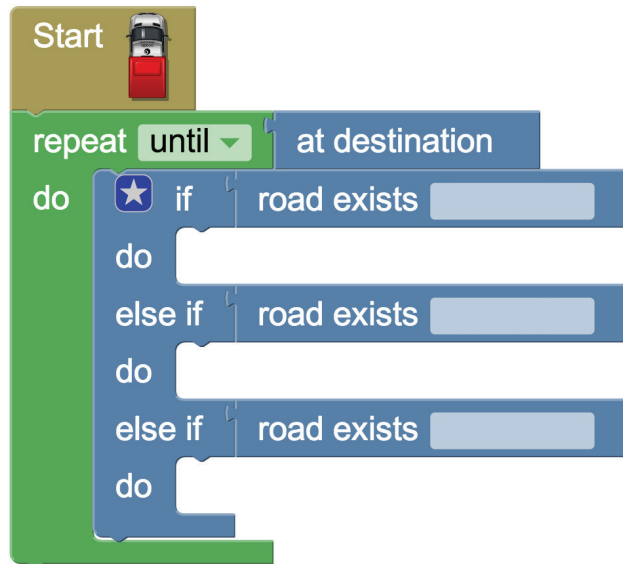 Start
repeat until at destination
do if road exists
do
else if road exists
do
else if road exists
do